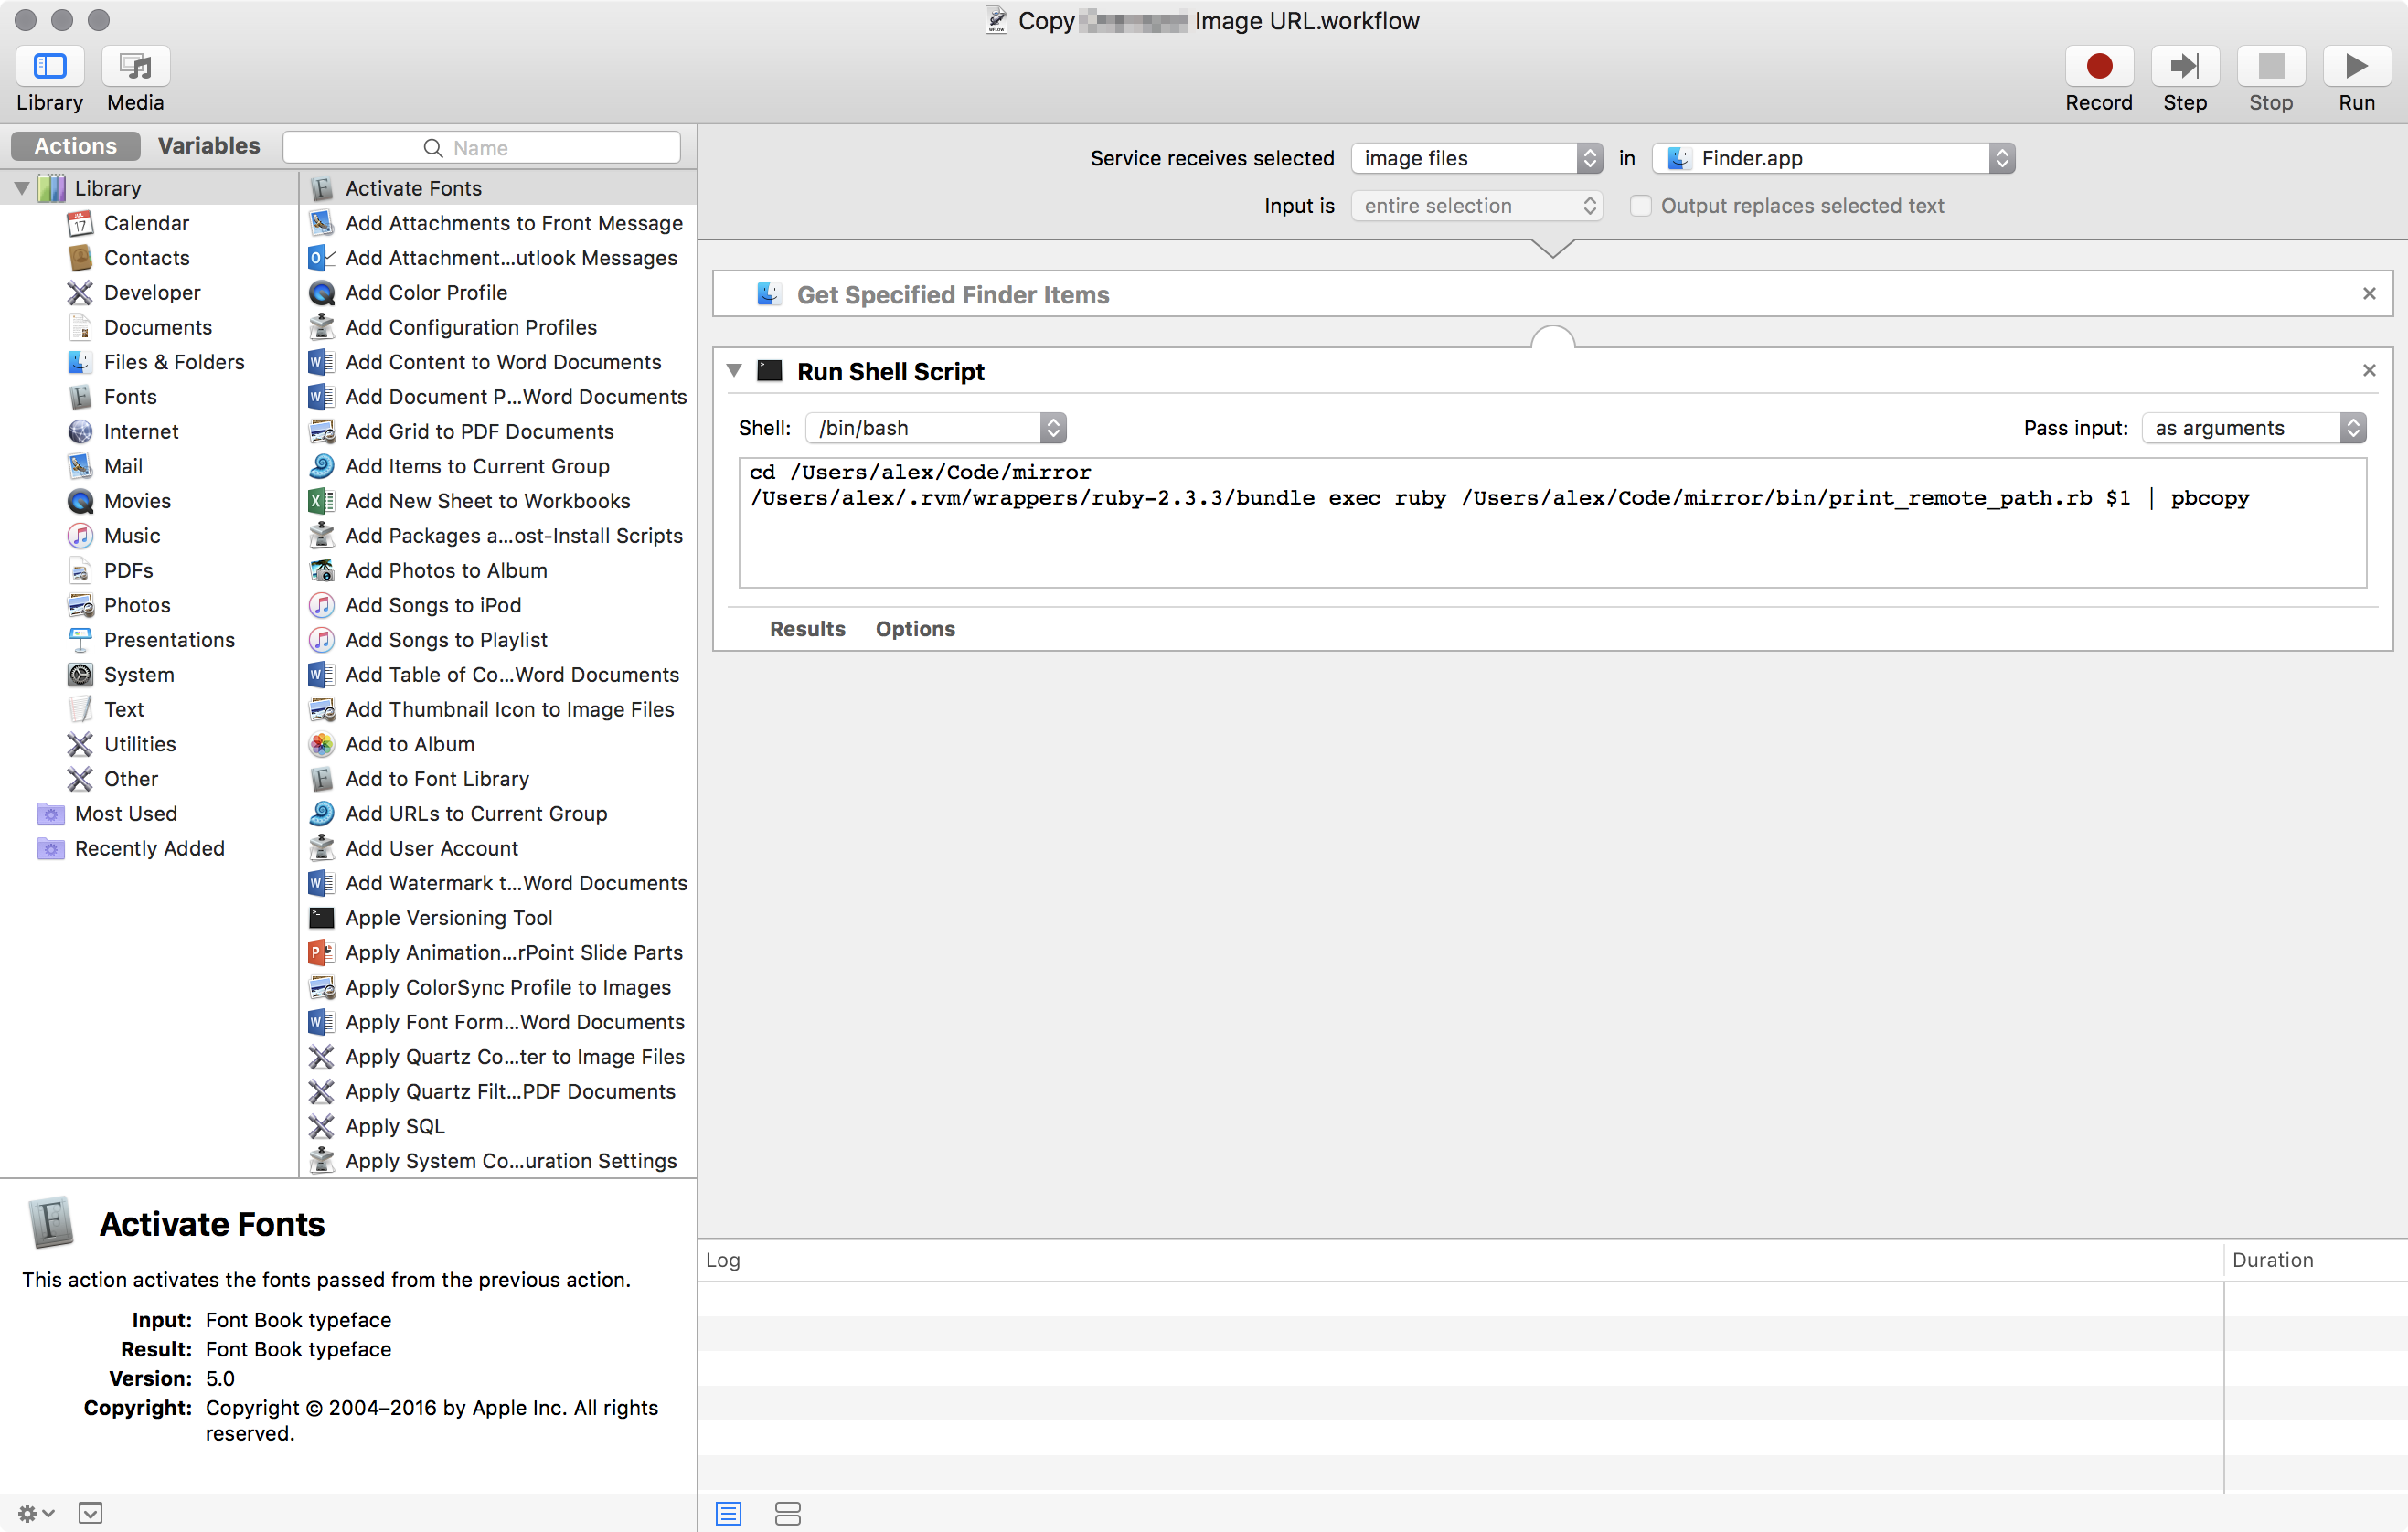 Copy Image URL.workflow
Library
Media
Record
Step
Stop
Run
Actions
Variables
Name
Service receives selected
image files
in
Finder.app
Input is
entire selection
Output replaces selected text
Library
Calendar
Contacts
Developer
Documents
Files & Folders
Fonts
Internet
Mail
Movies
Music
PDFs
Photos
Presentations
System
Text
Utilities
Other
Most Used
Recently Added
Activate Fonts
Add Attachments to Front Message
Add Attachment...utlook Messages
Add Color Profile
Add Configuration Profiles
Add Content to Word Documents
Add Document P...Word Documents
Add Grid to PDF Documents
Add Items to Current Group
Add New Sheet to Workbooks
Add Packages a...ost-Install Scripts
Add Photos to Album
Add Songs to iPod
Add Songs to Playlist
Add Table of Co...Word Documents
Add Thumbnail Icon to Image Files
Add to Album
Add to Font Library
Add URLs to Current Group
Add User Account
Add Watermark t...Word Documents
Apple Versioning Tool
Apply Animation...rPoint Slide Parts
Apply ColorSync Profile to Images
Apply Font Form...Word Documents
Apply Quartz Co...ter to Image Files
Apply Quartz Filt...PDF Documents
Apply SQL
Apply System Co...uration Settings
Get Specified Finder Items
Run Shell Script
Shell:
/bin/bash
Pass input:
as arguments
cd /Users/alex/Code/mirror
/Users/alex/.rvm/wrappers/ruby-2.3.3/bundle exec ruby /Users/alex/Code/mirror/bin/print_remote_path.rb $1 | pbcopy
Results
Options
Activate Fonts
This action activates the fonts passed from the previous action.
Input: Font Book typeface
Result: Font Book typeface
Version: 5.0
Copyright: Copyright © 2004–2016 by Apple Inc. All rights
reserved.
Log
Duration